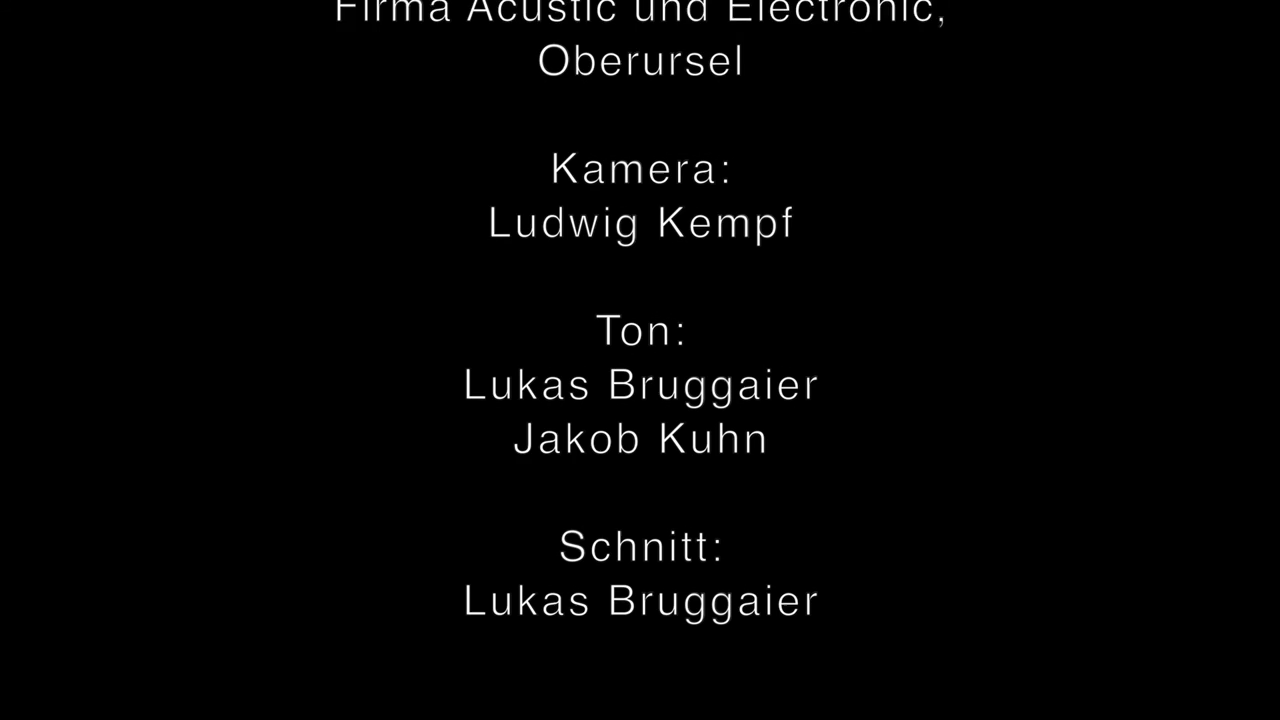 Firma Acustic und Electronic,
Oberursel
Kamera:
Ludwig Kempf
Ton:
Lukas Bruggaier
Jakob Kuhn
Schnitt:
Lukas Bruggaier